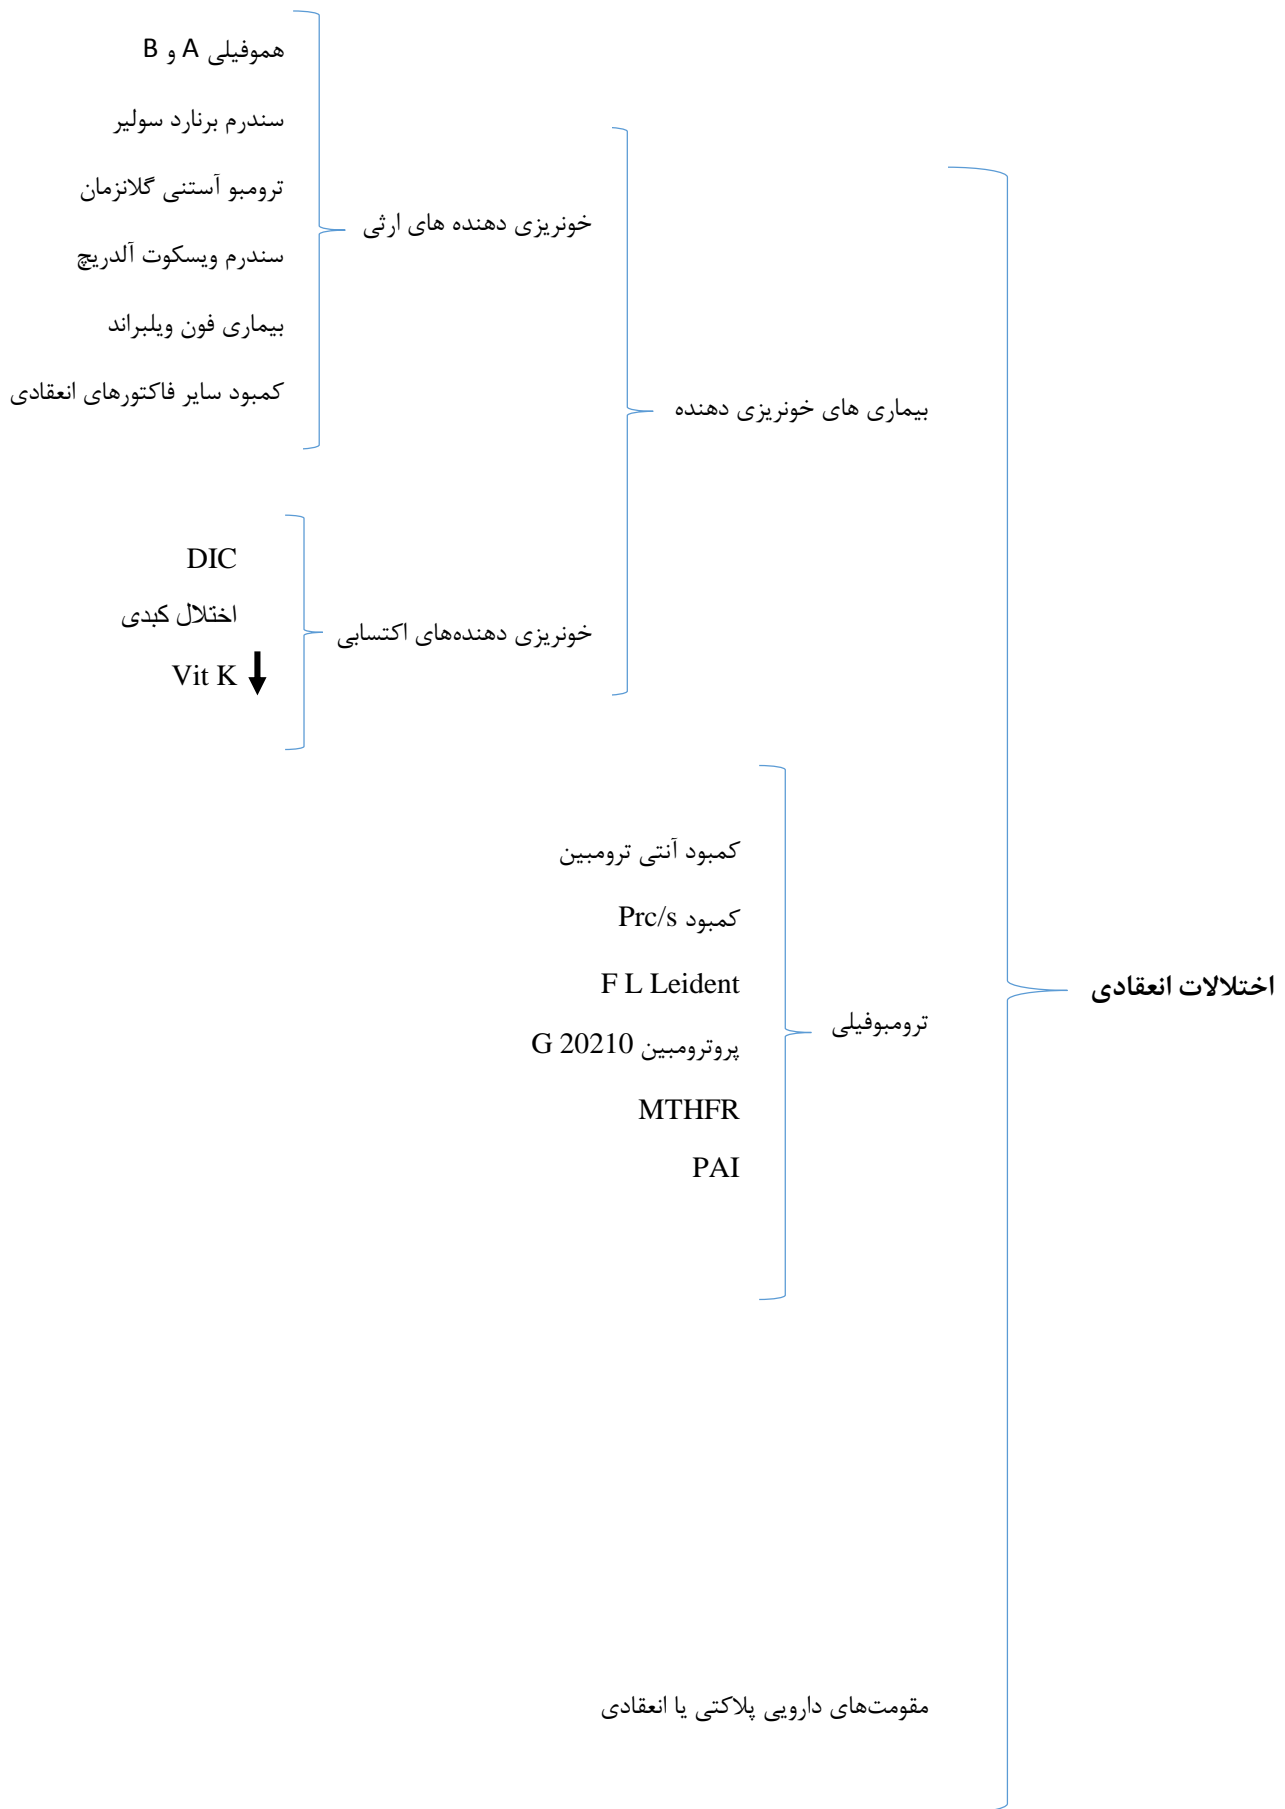 اختلالات انعقادی
بیماری های خونریزی دهنده
خونریزی دهنده های ارثی
هموفیلی A و B
سندرم برنارد سولیر
ترومبو آستنی گلانزمان
سندرم ویسکوت آلدریچ
بیماری فون ویلبراند
کمبود سایر فاکتورهای انعقادی
خونریزی دهنده‌های اکتسابی
DIC
اختلال کبدی
Vit K
ترومبوفیلی
کمبود آنتی ترومبین
کمبود Prc/s
F L Leident
پروترومبین G 20210
MTHFR
PAI
مقومت‌های دارویی پلاکتی یا انعقادی